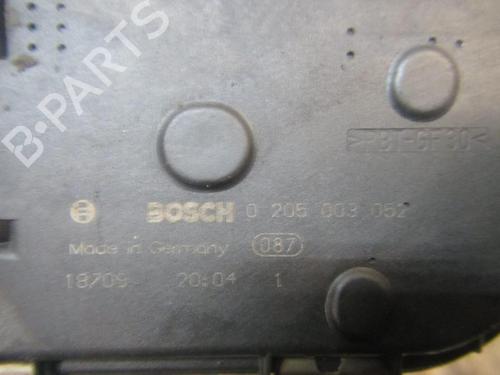 B-PARTS
>PBT-GF30<
BOSCH 0 205 003 052
Made in Germany 087
18709 20:04 1